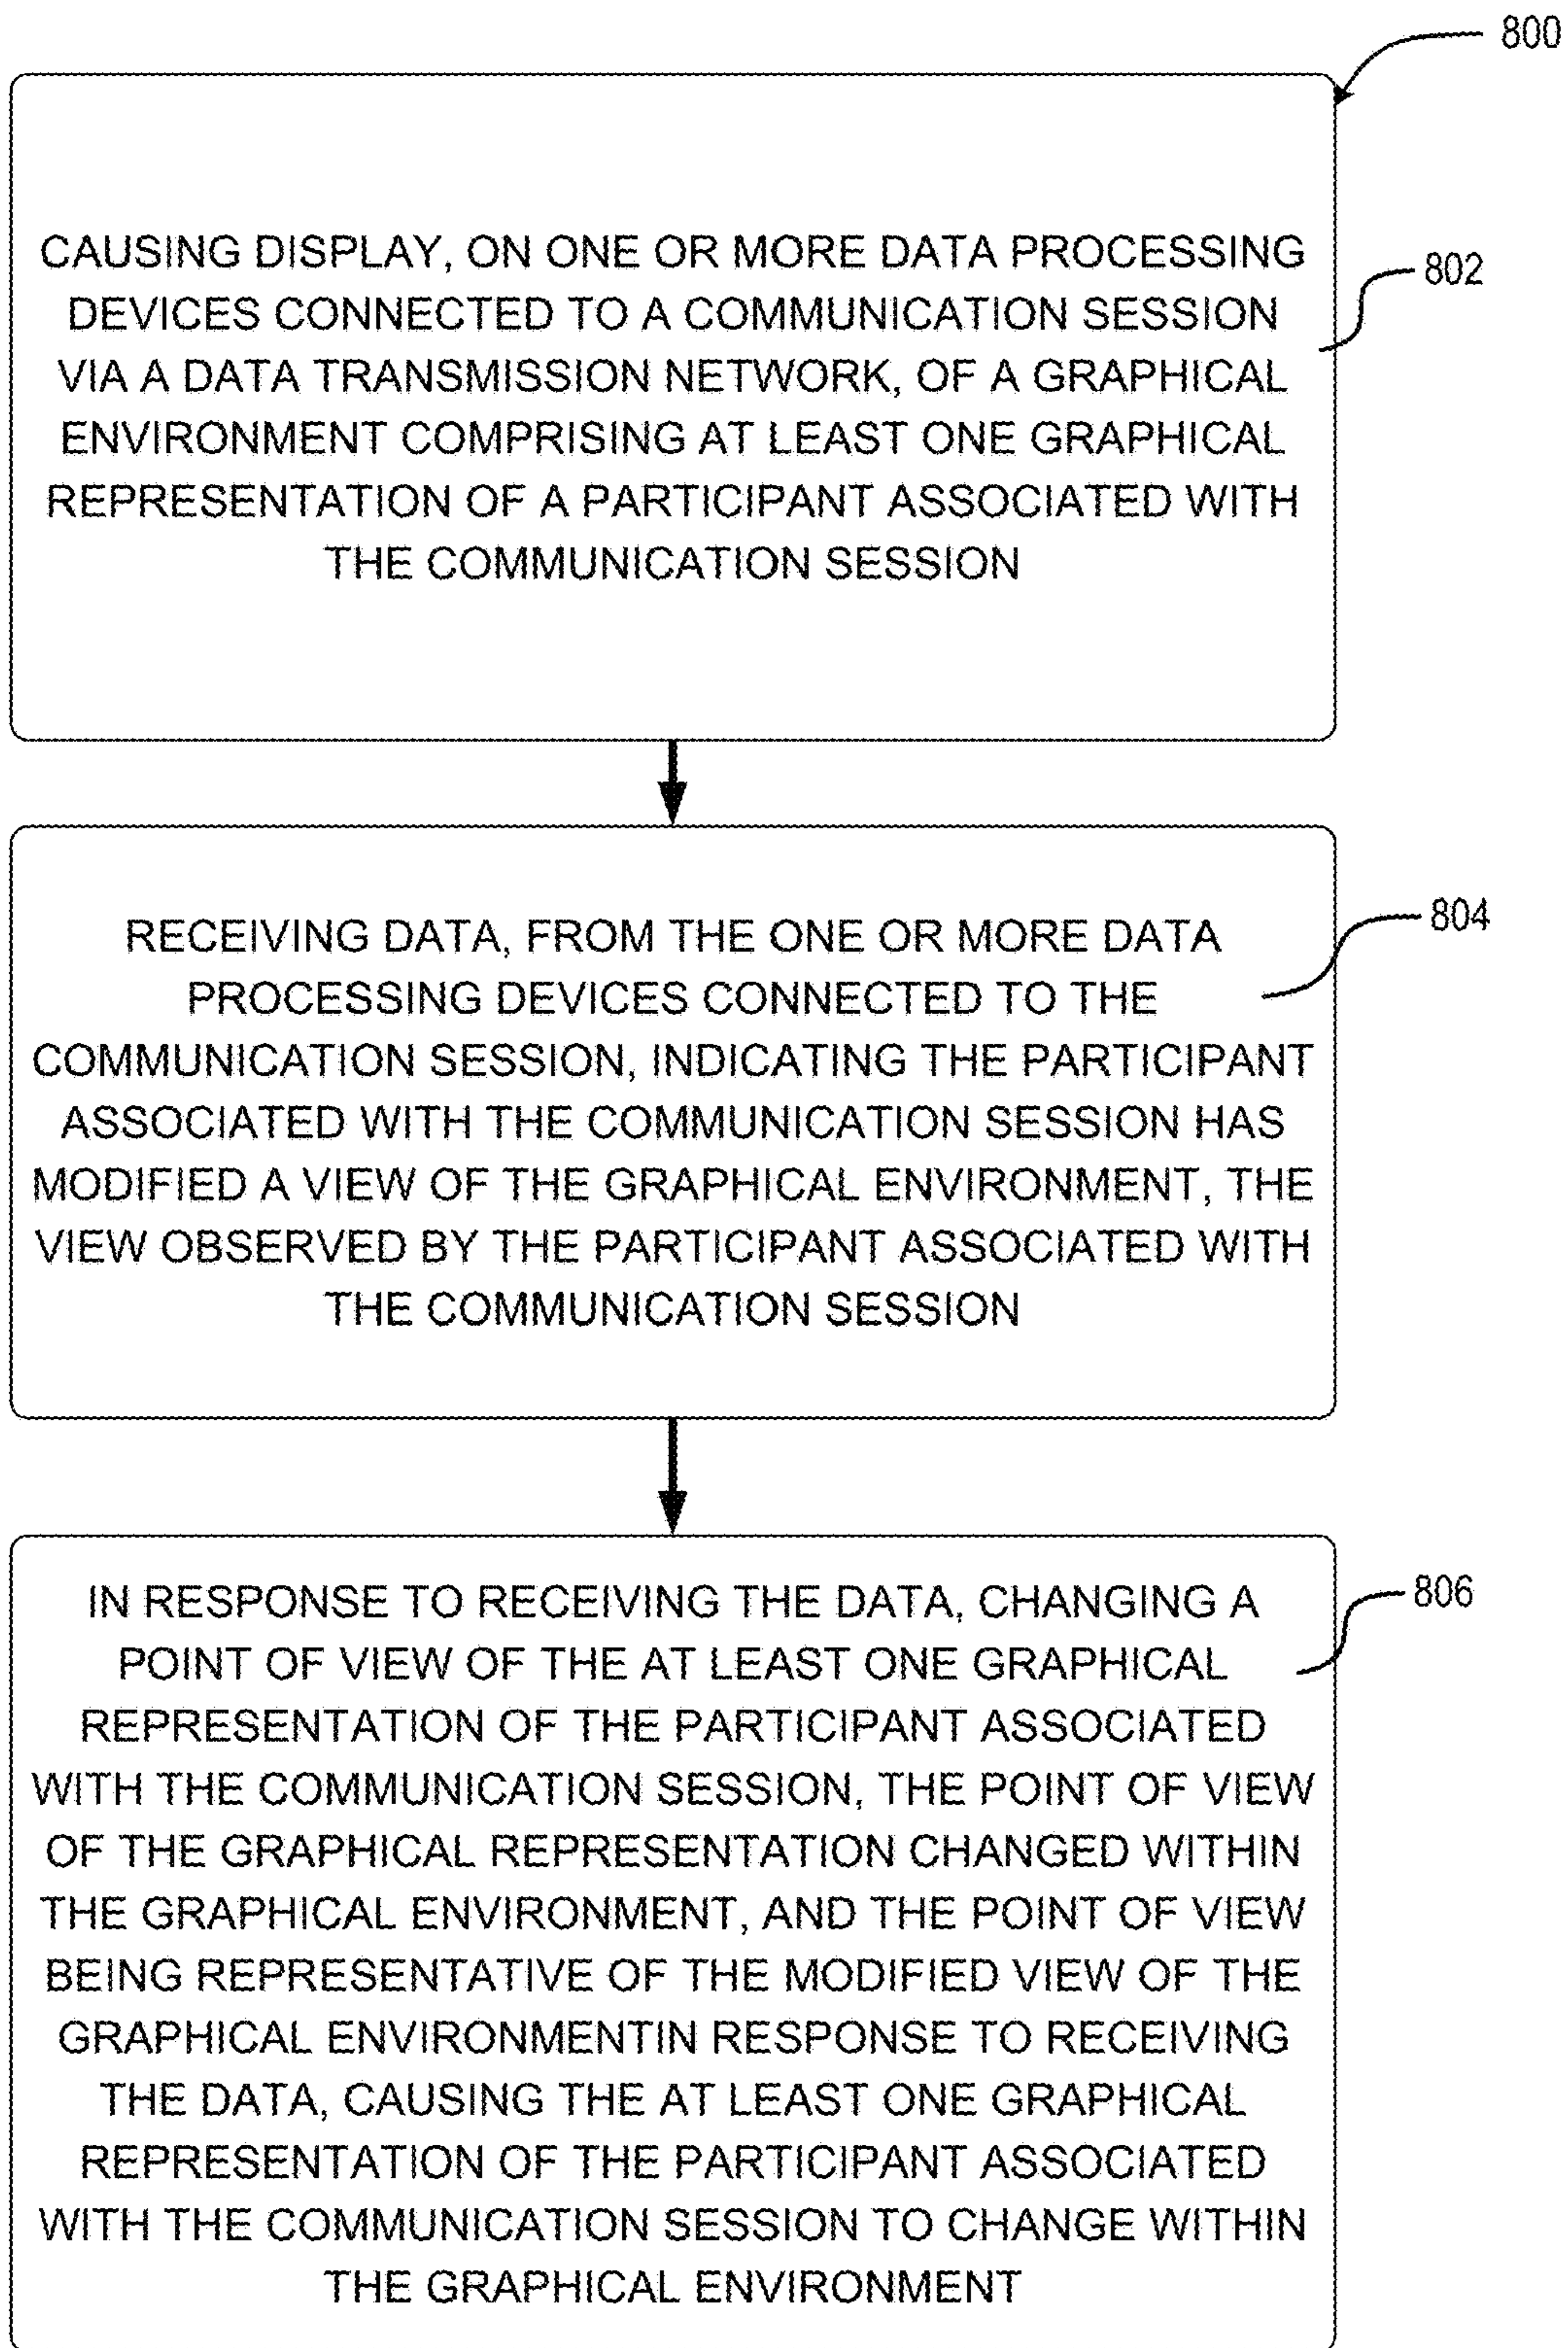 800
CAUSING DISPLAY, ON ONE OR MORE DATA PROCESSING
DEVICES CONNECTED TO A COMMUNICATION SESSION
VIA A DATA TRANSMISSION NETWORK, OF A GRAPHICAL
ENVIRONMENT COMPRISING AT LEAST ONE GRAPHICAL
REPRESENTATION OF A PARTICIPANT ASSOCIATED WITH
THE COMMUNICATION SESSION
802
RECEIVING DATA, FROM THE ONE OR MORE DATA
PROCESSING DEVICES CONNECTED TO THE
COMMUNICATION SESSION, INDICATING THE PARTICIPANT
ASSOCIATED WITH THE COMMUNICATION SESSION HAS
MODIFIED A VIEW OF THE GRAPHICAL ENVIRONMENT, THE
VIEW OBSERVED BY THE PARTICIPANT ASSOCIATED WITH
THE COMMUNICATION SESSION
804
IN RESPONSE TO RECEIVING THE DATA, CHANGING A
POINT OF VIEW OF THE AT LEAST ONE GRAPHICAL
REPRESENTATION OF THE PARTICIPANT ASSOCIATED
WITH THE COMMUNICATION SESSION, THE POINT OF VIEW
OF THE GRAPHICAL REPRESENTATION CHANGED WITHIN
THE GRAPHICAL ENVIRONMENT, AND THE POINT OF VIEW
BEING REPRESENTATIVE OF THE MODIFIED VIEW OF THE
GRAPHICAL ENVIRONMENTIN RESPONSE TO RECEIVING
THE DATA, CAUSING THE AT LEAST ONE GRAPHICAL
REPRESENTATION OF THE PARTICIPANT ASSOCIATED
WITH THE COMMUNICATION SESSION TO CHANGE WITHIN
THE GRAPHICAL ENVIRONMENT
806